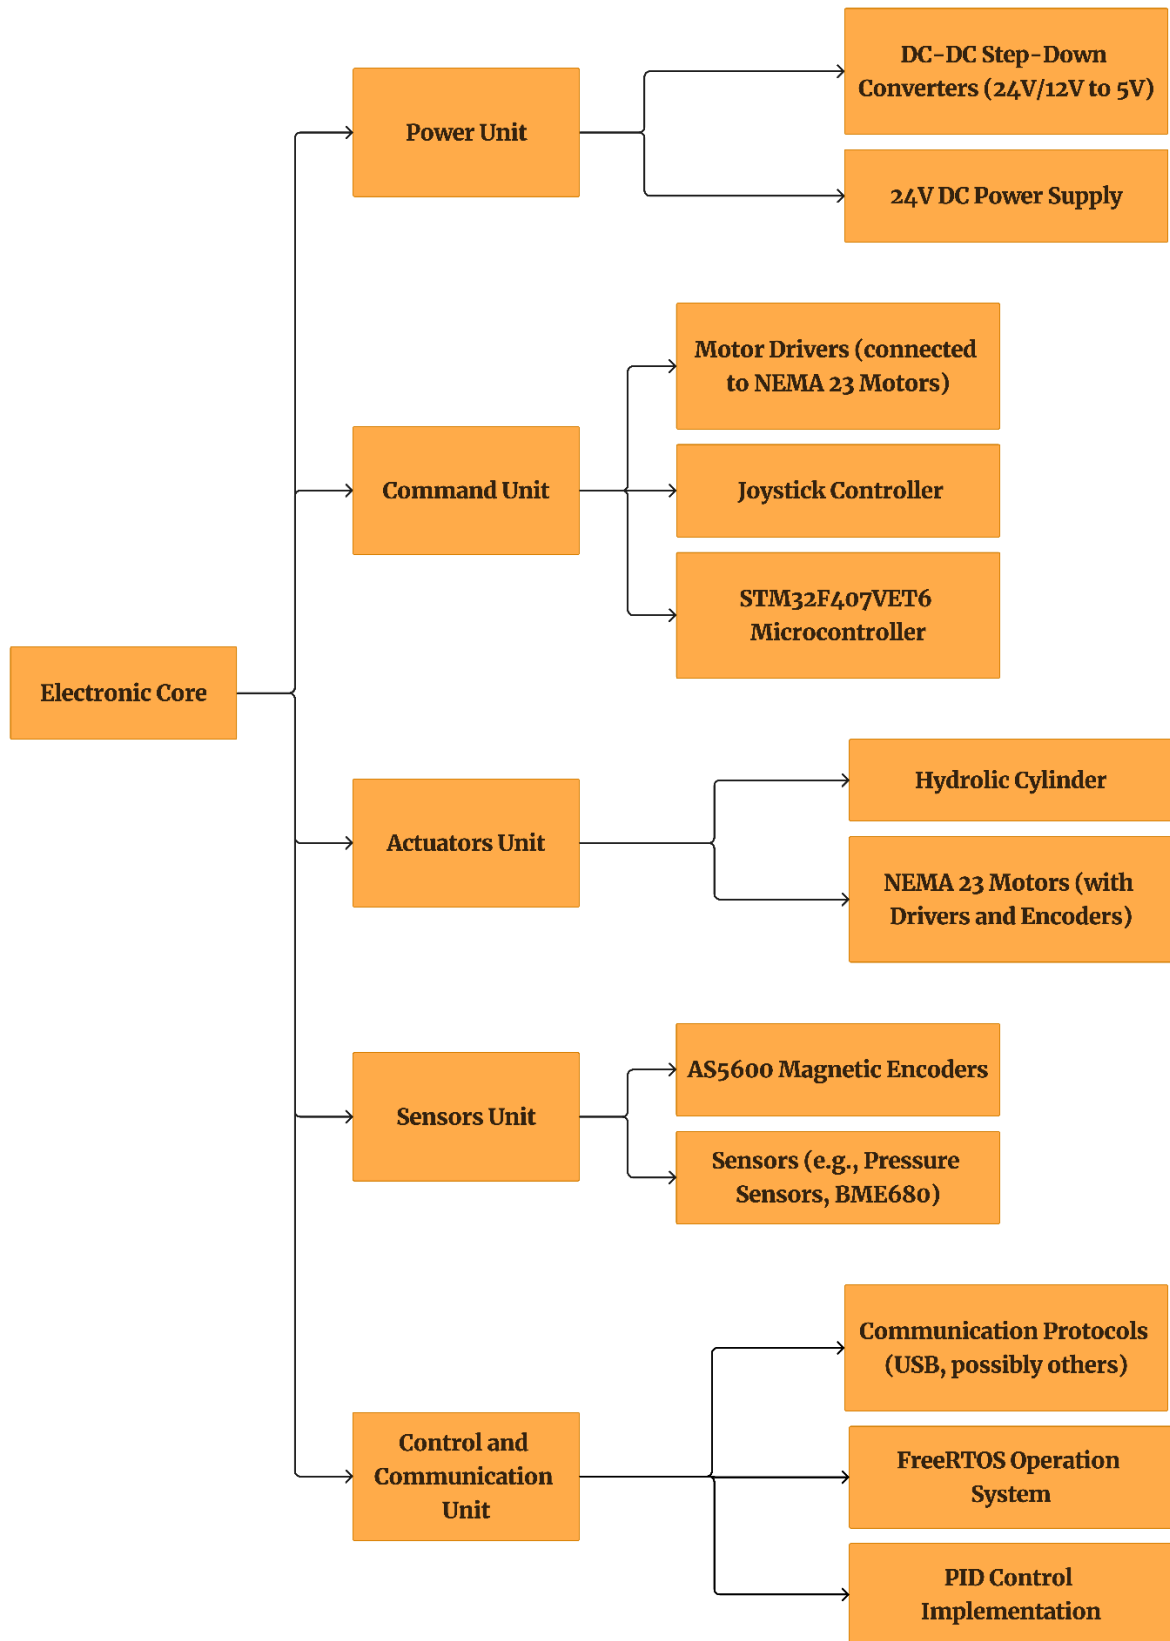 Electronic Core
Power Unit
DC-DC Step-Down
Converters (24V/12V to 5V)
24V DC Power Supply
Command Unit
Motor Drivers (connected
to NEMA 23 Motors)
Joystick Controller
STM32F407VET6
Microcontroller
Actuators Unit
Hydrolic Cylinder
NEMA 23 Motors (with
Drivers and Encoders)
Sensors Unit
AS5600 Magnetic Encoders
Sensors (e.g., Pressure
Sensors, BME680)
Control and
Communication
Unit
Communication Protocols
(USB, possibly others)
FreeRTOS Operation
System
PID Control
Implementation